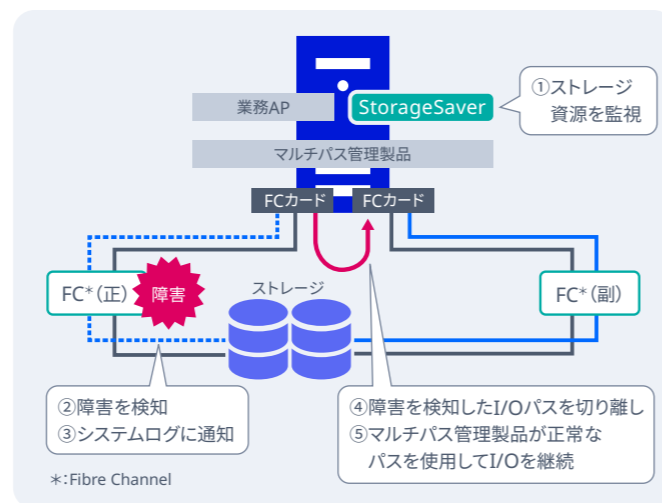 業務AP
StorageSaver
①ストレージ
資源を監視
マルチパス管理製品
FCカード
FCカード
FC*(正)
障害
ストレージ
FC*(副)
②障害を検知
③システムログに通知
④障害を検知したI/Oパスを切り離し
⑤マルチパス管理製品が正常な
パスを使用してI/Oを継続
*:Fibre Channel